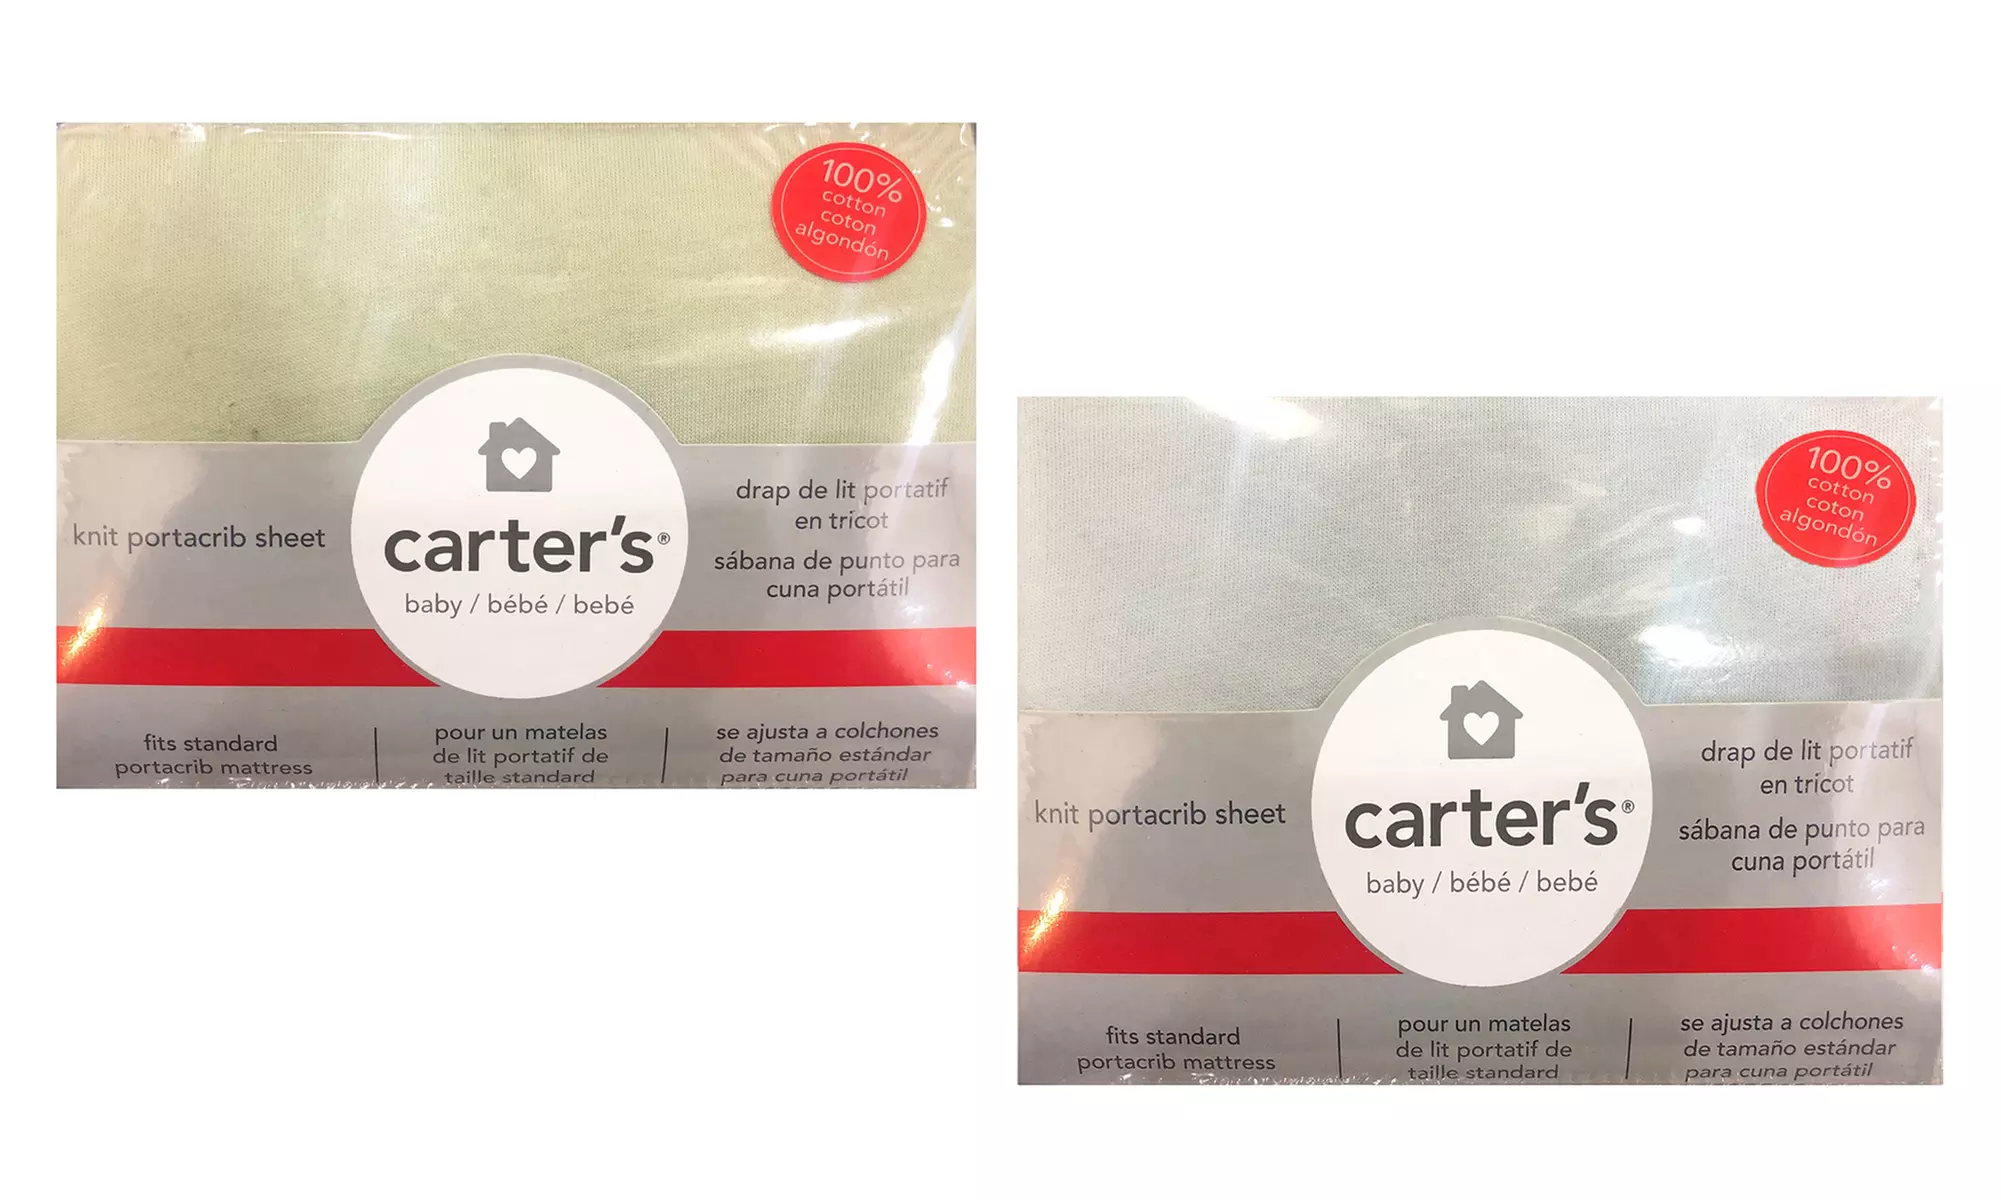 100%
cotton
coton
algondón
knit portacrib sheet
carter's®
baby / bébé / bebé
drap de lit portatif
en tricot
sábana de punto para
cuna portátil
fits standard
portacrib mattress
pour un matelas
de lit portatif de
taille standard
se ajusta a colchones
de tamaño estándar
para cuna portátil
100%
cotton
coton
algondón
knit portacrib sheet
carter's®
baby / bébé / bebé
drap de lit portatif
en tricot
sábana de punto para
cuna portátil
fits standard
portacrib mattress
pour un matelas
de lit portatif de
taille standard
se ajusta a colchones
de tamaño estándar
para cuna portátil